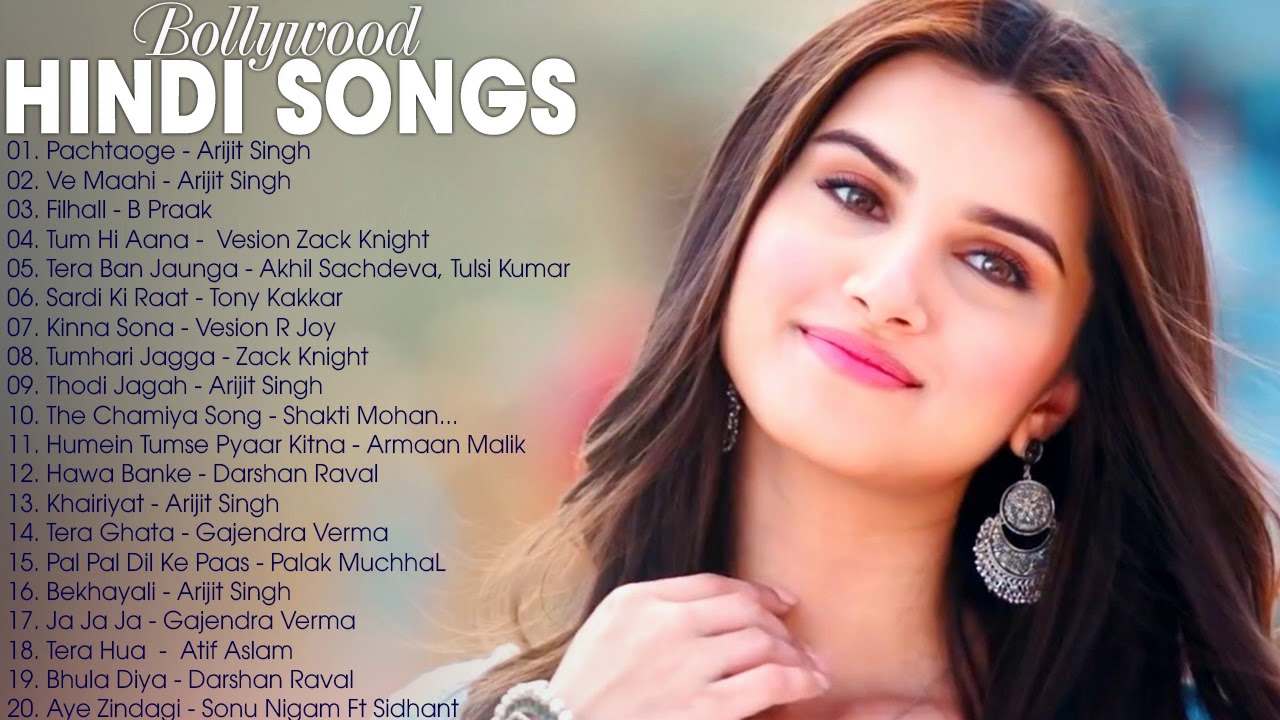 Bollywood
HINDI SONGS
01. Pachtaoge - Arijit Singh
02. Ve Maahi - Arijit Singh
03. Filhall - B Praak
04. Tum Hi Aana -  Vesion Zack Knight
05. Tera Ban Jaunga - Akhil Sachdeva, Tulsi Kumar
06. Sardi Ki Raat - Tony Kakkar
07. Kinna Sona - Vesion R Joy
08. Tumhari Jagga - Zack Knight
09. Thodi Jagah - Arijit Singh
10. The Chamiya Song - Shakti Mohan...
11. Humein Tumse Pyaar Kitna - Armaan Malik
12. Hawa Banke - Darshan Raval
13. Khairiyat - Arijit Singh
14. Tera Ghata - Gajendra Verma
15. Pal Pal Dil Ke Paas - Palak MuchhaL
16. Bekhayali - Arijit Singh
17. Ja Ja Ja - Gajendra Verma
18. Tera Hua  -  Atif Aslam
19. Bhula Diya - Darshan Raval
20. Aye Zindagi - Sonu Nigam Ft Sidhant